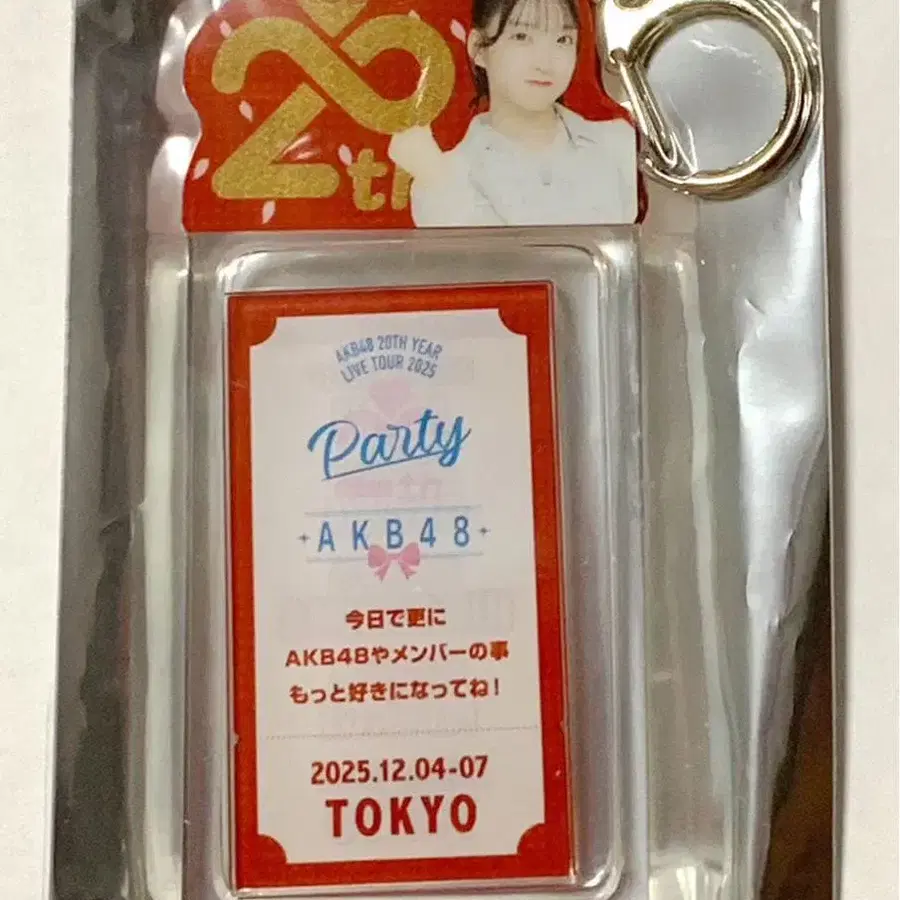 20th
AKB48 20TH YEAR
LIVE TOUR 2025
Party
AKB48
今日で更に
AKB48やメンバーの事
もっと好きになってね!
2025.12.04-07
TOKYO